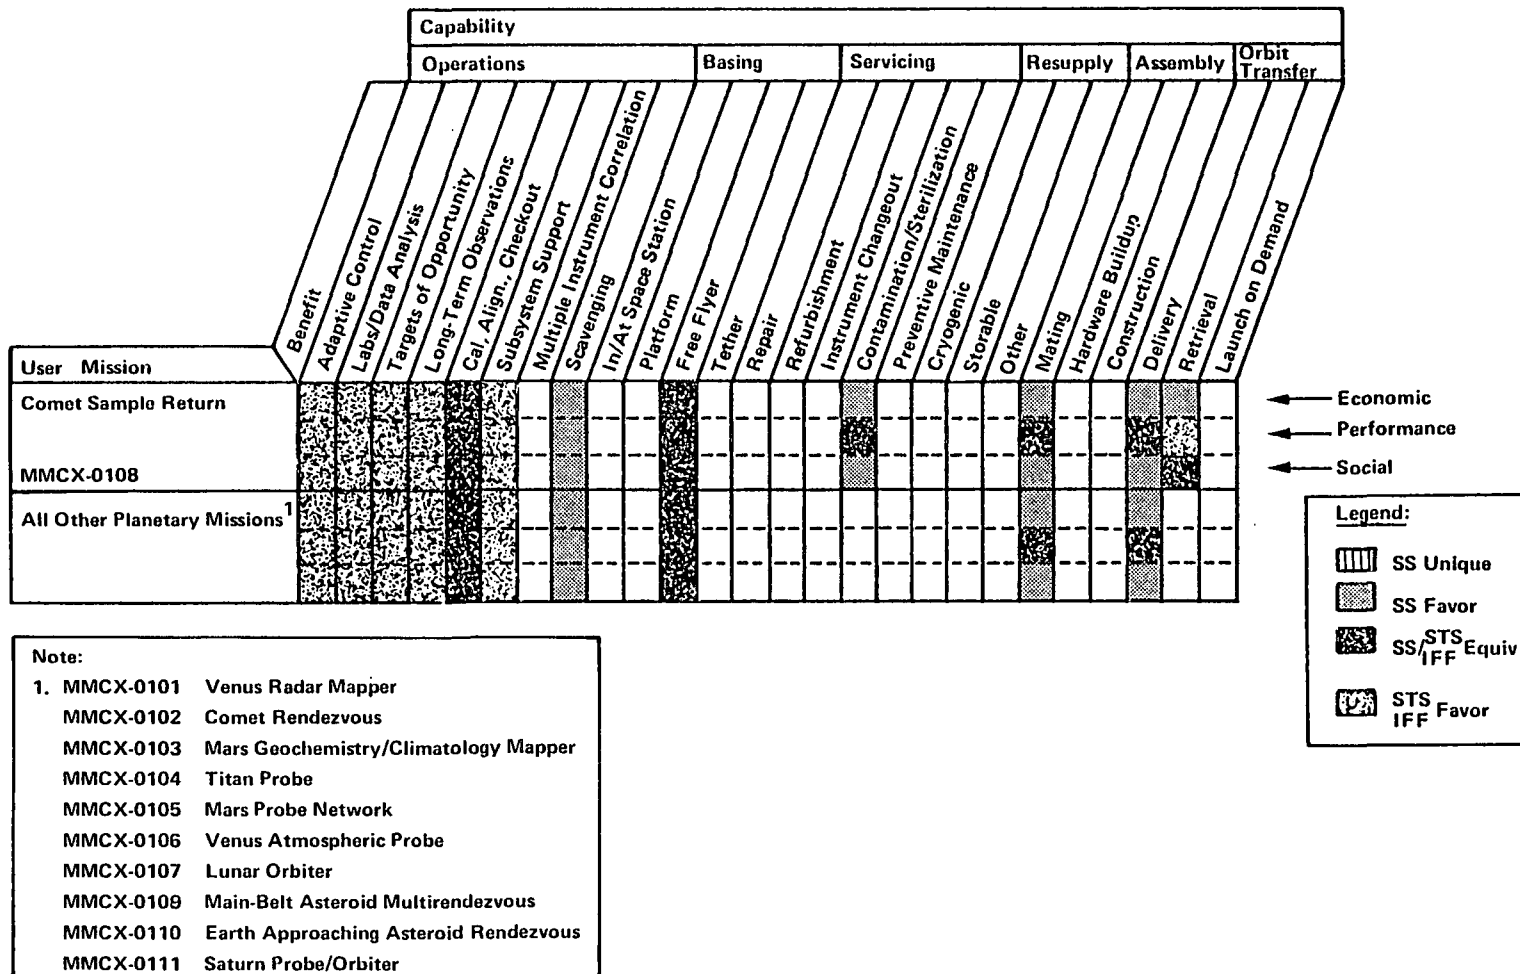 Capability
Operations
Basing
Servicing
Resupply
Assembly
Orbit
Transfer
Benefit
Adaptive Control
Labs/Data Analysis
Targets of Opportunity
Long-Term Observations
Cal, Align., Checkout
Subsystem Support
Multiple Instrument Correlation
Scavenging
In/At Space Station
Platform
Free Flyer
Tether
Repair
Refurbishment
Instrument Changeout
Contamination/Sterilization
Preventive Maintenance
Cryogenic
Storable
Other
Mating
Hardware Buildup
Construction
Delivery
Retrieval
Launch on Demand
User Mission
Comet Sample Return
MMCX-0108
All Other Planetary Missions 1
Economic
Performance
Social
Legend:
SS Unique
SS Favor
SS/STS IFF Equiv
STS IFF Favor
Note:
1. MMCX-0101 Venus Radar Mapper
MMCX-0102 Comet Rendezvous
MMCX-0103 Mars Geochemistry/Climatology Mapper
MMCX-0104 Titan Probe
MMCX-0105 Mars Probe Network
MMCX-0106 Venus Atmospheric Probe
MMCX-0107 Lunar Orbiter
MMCX-0109 Main-Belt Asteroid Multirendezvous
MMCX-0110 Earth Approaching Asteroid Rendezvous
MMCX-0111 Saturn Probe/Orbiter